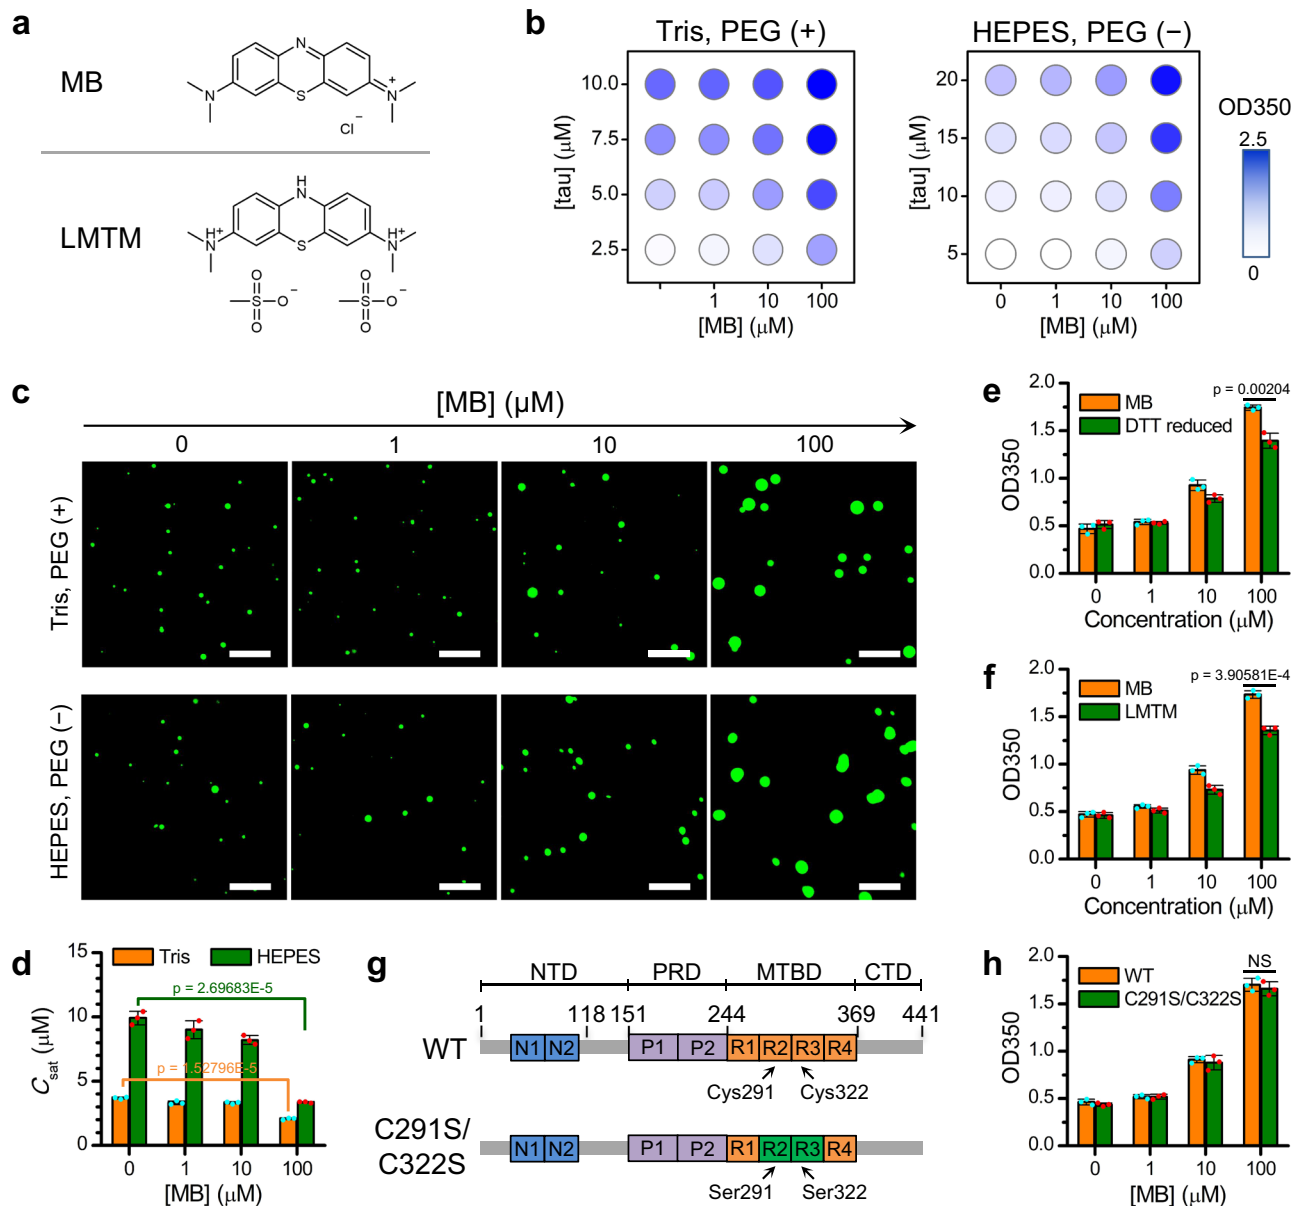 a
MB
N
N
S
N
+
Cl−
LMTM
H
N
H+
N
S
H+
N
O
S
O−
O
O
S
O−
O
b
Tris, PEG (+)
[tau] (μM)
10.0
7.5
5.0
2.5
1 10 100
[MB] (μM)
HEPES, PEG (−)
[tau] (μM)
20
15
10
5
0 1 10 100
[MB] (μM)
OD350
2.5
0
c
[MB] (μM)
0 1 10 100
Tris, PEG (+)
HEPES, PEG (−)
d
Tris HEPES
p = 2.69683E-5
p = 1.52796E-5
Csat (μM)
15
10
5
0
0 1 10 100
[MB] (μM)
e
MB
DTT reduced
p = 0.00204
OD350
2.0
1.5
1.0
0.5
0.0
0 1 10 100
Concentration (μM)
f
MB
LMTM
p = 3.90581E-4
OD350
2.0
1.5
1.0
0.5
0.0
0 1 10 100
Concentration (μM)
g
NTD PRD MTBD CTD
1 118 151 244 369 441
WT N1 N2 P1 P2 R1 R2 R3 R4
Cys291 Cys322
C291S/
C322S
N1 N2 P1 P2 R1 R2 R3 R4
Ser291 Ser322
h
WT
C291S/C322S
NS
OD350
2.0
1.5
1.0
0.5
0.0
0 1 10 100
[MB] (μM)